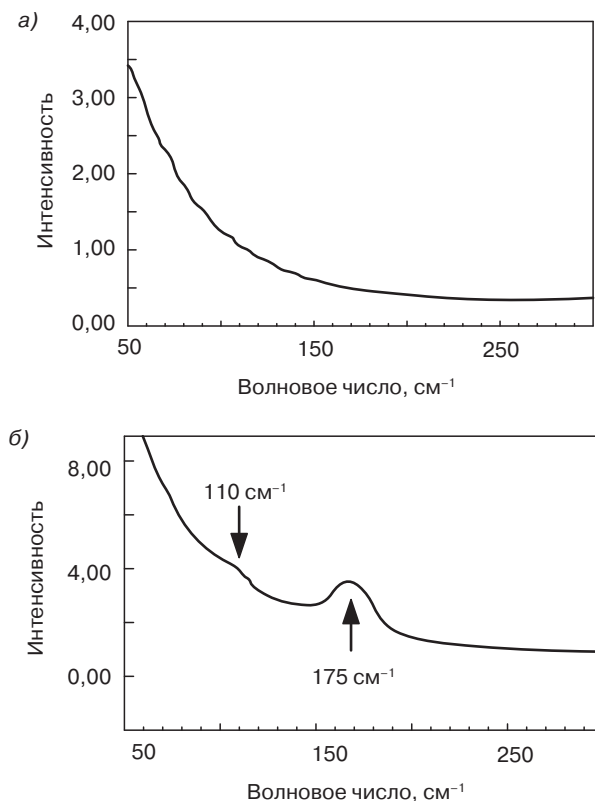 а)
4,00
3,00
2,00
1,00
0,00
Интенсивность
50
150
250
Волновое число, см⁻¹
б)
8,00
4,00
0,00
Интенсивность
110 см⁻¹
175 см⁻¹
50
150
250
Волновое число, см⁻¹